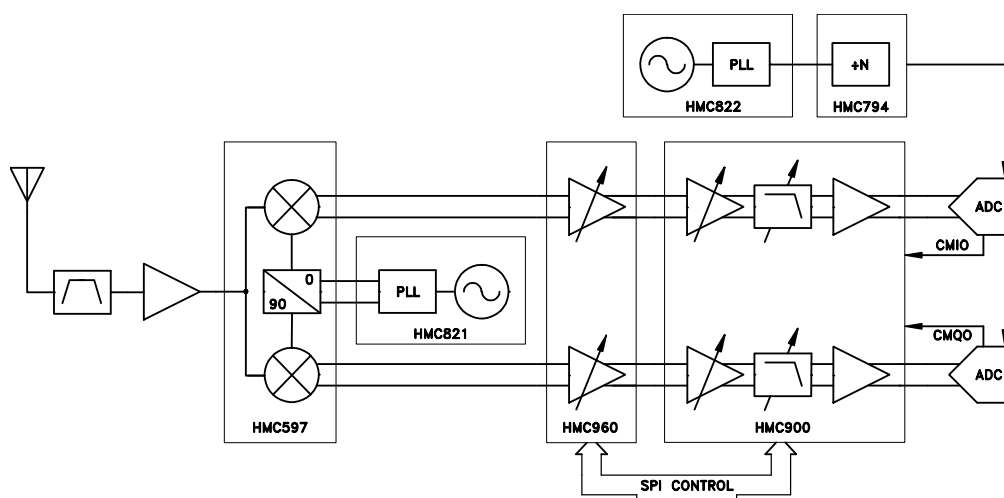 PLL
÷N
HMC822
HMC794
ADC
CMIO
0
90
PLL
HMC821
CMQO
ADC
HMC597
HMC960
HMC900
SPI CONTROL